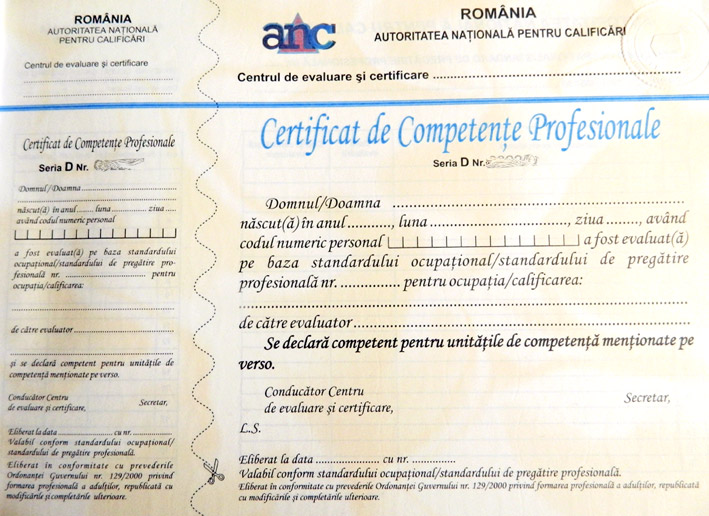 ROMÂNIA
AUTORITATEA NAȚIONALĂ
PENTRU CALIFICĂRI
Centrul de evaluare și certificare
................................................
Certificat de Competențe Profesionale
Seria D Nr.
Domnul/Doamna ..............................
................................................
născut(ă) în anul ........, luna ............ ziua ....
având codul numeric personal
a fost evaluat(ă) pe baza standardului
ocupațional/standardului de pregătire pro-
fesională nr. ..................... pentru
ocupația/calificarea:
................................................
................................................
de către evaluator ..............................
................................................
și se declară competent pentru unitățile de
competență menționate pe verso.
Conducător Centru
de evaluare și certificare,
Secretar,
Eliberat la data .................. cu nr. ............
Valabil conform standardului ocupațional/
standardului de pregătire profesională.
Eliberat în conformitate cu prevederile
Ordonanței Guvernului nr. 129/2000 privind
formarea profesională a adulților, republicată cu
modificările și completările ulterioare.
anc
ROMÂNIA
AUTORITATEA NAȚIONALĂ PENTRU CALIFICĂRI
Centrul de evaluare și certificare ................................................
Certificat de Competențe Profesionale
Seria D Nr.
Domnul/Doamna ................................................
născut(ă) în anul .........., luna ........................, ziua ........, având
codul numeric personal a fost evaluat(ă)
pe baza standardului ocupațional/standardului de pregătire
profesională nr. .............. pentru ocupația/calificarea:
................................................
de către evaluator ................................................
Se declară competent pentru unitățile de competență menționate pe
verso.
Conducător Centru
de evaluare și certificare,
Secretar,
L.S.
Eliberat la data .................... cu nr. .............
Valabil conform standardului ocupațional/standardului de pregătire profesională.
Eliberat în conformitate cu prevederile Ordonanței Guvernului nr. 129/2000 privind formarea profesională a adulților, republicată
cu modificările și completările ulterioare.